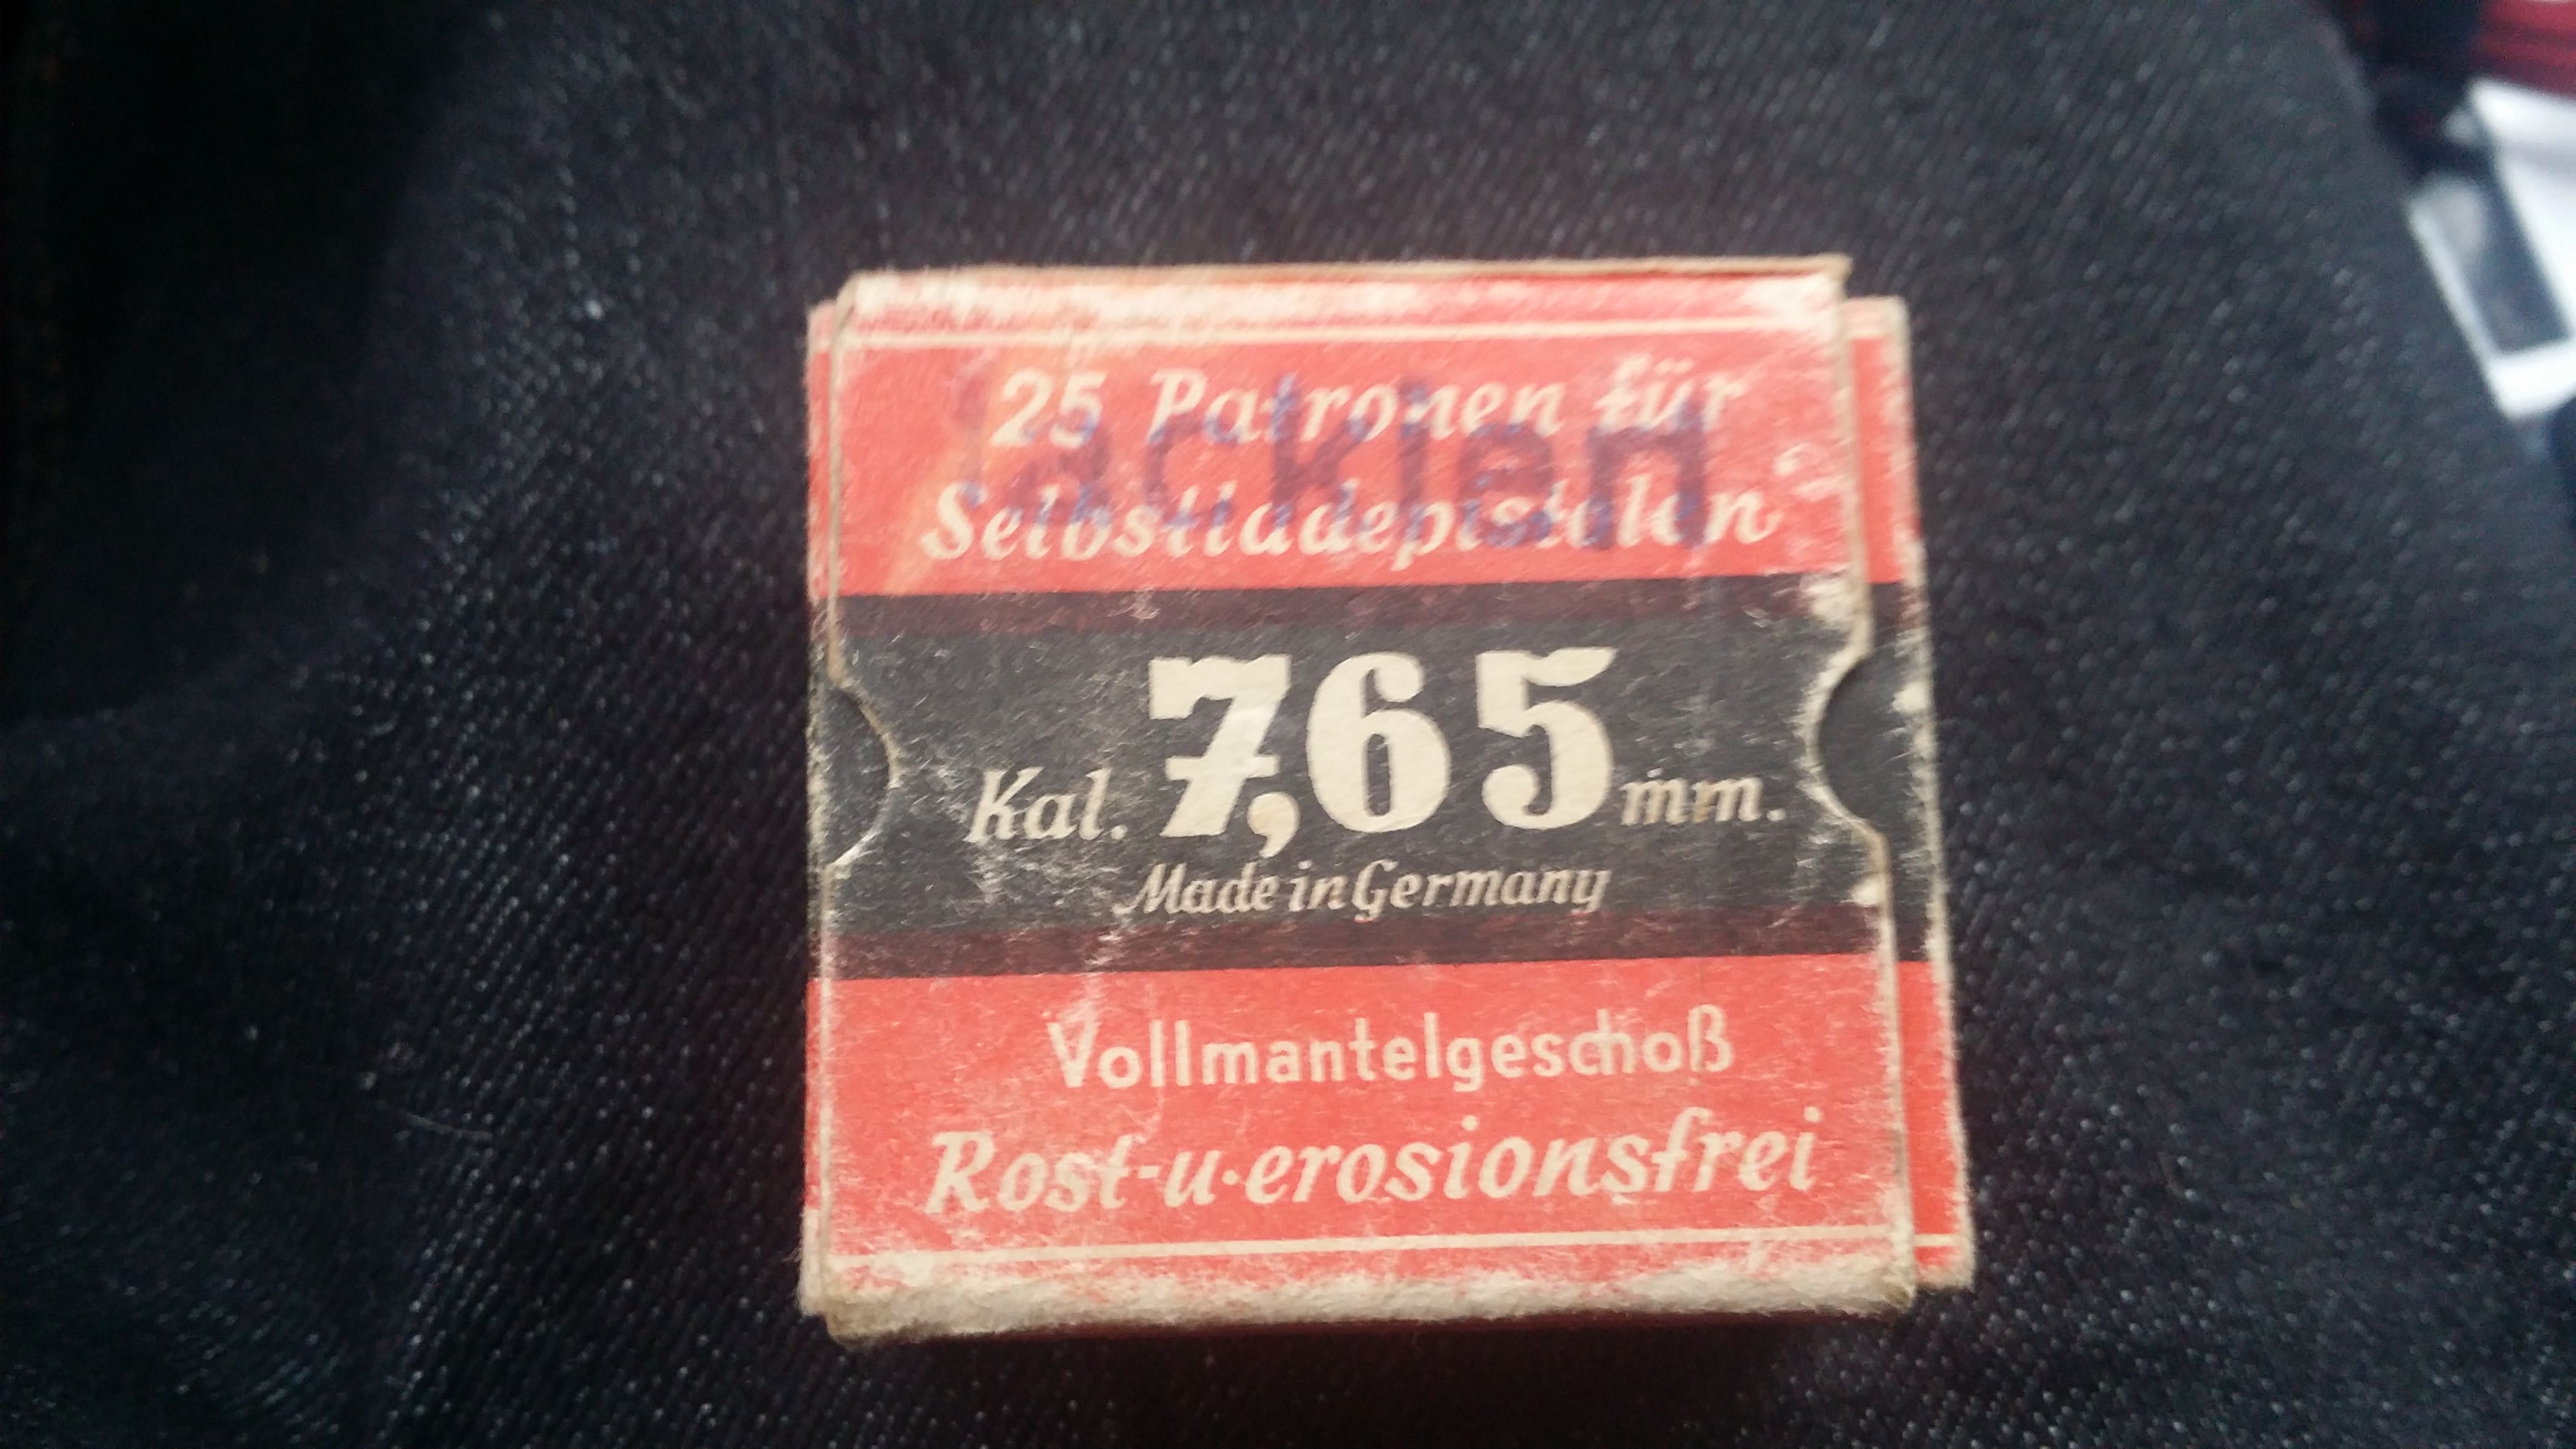 25 Patronen für
Selbstladepistolen
Kal. 7,65 mm.
Made in Germany
Vollmantelgeschoß
Rost-u.erosionsfrei